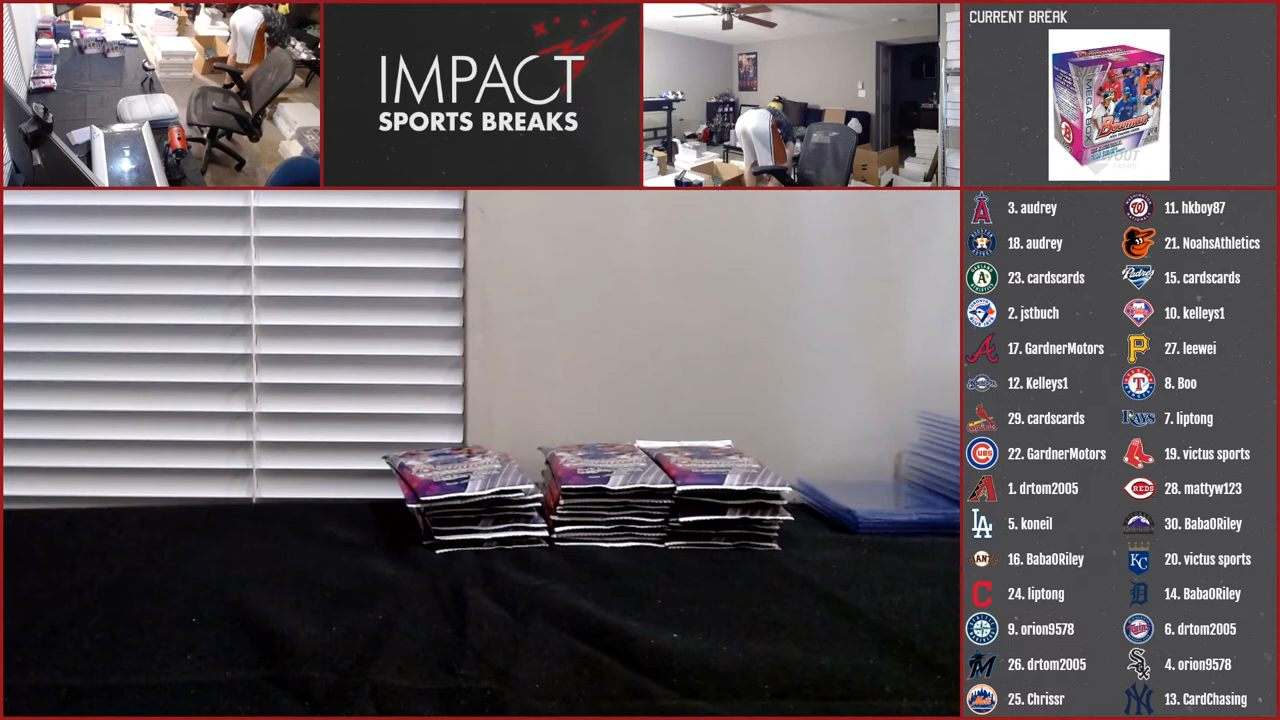 IMPACT
SPORTS BREAKS
CURRENT BREAK
MEGA BOX
Bowman
3. audrey
11. hkboy87
18. audrey
21. NoahsAthletics
23. cardscards
15. cardscards
2. jstbuch
10. kelleys1
17. GardnerMotors
27. leewei
12. Kelleys1
8. Boo
29. cardscards
7. liptong
22. GardnerMotors
19. victus sports
1. drtom2005
28. mattyw123
5. koneil
30. BabaORiley
16. BabaORiley
20. victus sports
24. liptong
14. BabaORiley
9. orion9578
6. drtom2005
26. drtom2005
4. orion9578
25. Chrissr
13. CardChasing